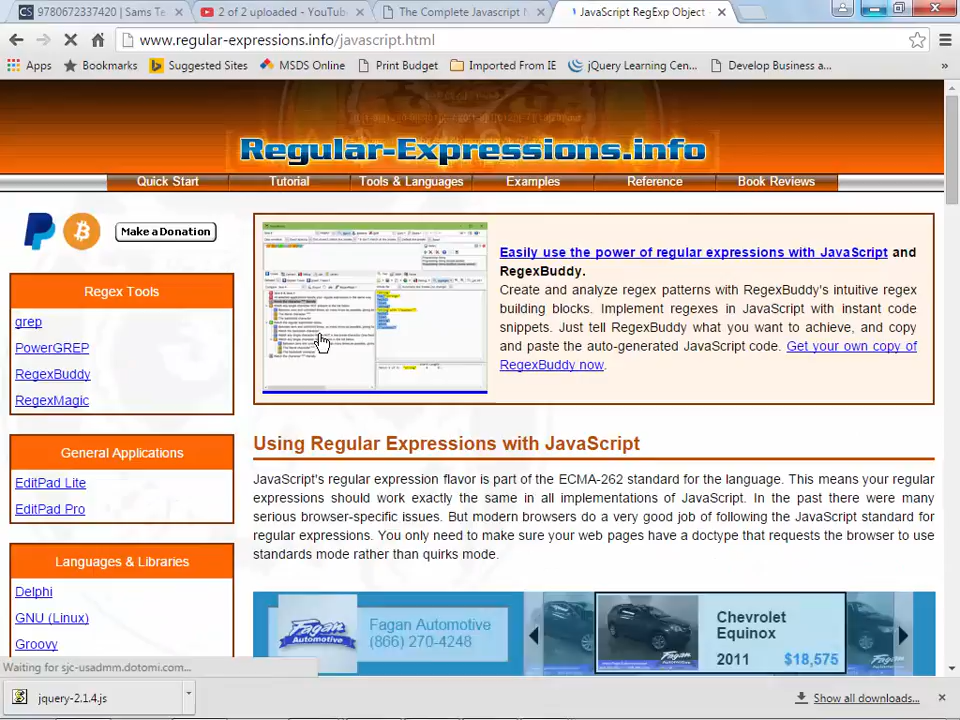 9780672337420 | Sams Te
2 of 2 uploaded - YouTub
The Complete Javascript N
JavaScript RegExp Object -
www.regular-expressions.info/javascript.html
Apps
Bookmarks
Suggested Sites
MSDS Online
Print Budget
Imported From IE
jQuery Learning Cen...
Develop Business a...
»
Regular-Expressions.info
Quick Start
Tutorial
Tools & Languages
Examples
Reference
Book Reviews
Make a Donation
Regex Tools
grep
PowerGREP
RegexBuddy
RegexMagic
General Applications
EditPad Lite
EditPad Pro
Languages & Libraries
Delphi
GNU (Linux)
Groovy
Easily use the power of regular expressions with JavaScript and
RegexBuddy.
Create and analyze regex patterns with RegexBuddy's intuitive regex
building blocks. Implement regexes in JavaScript with instant code
snippets. Just tell RegexBuddy what you want to achieve, and copy
and paste the auto-generated JavaScript code. Get your own copy of
RegexBuddy now.
Using Regular Expressions with JavaScript
JavaScript's regular expression flavor is part of the ECMA-262 standard for the language. This means your regular
expressions should work exactly the same in all implementations of JavaScript. In the past there were many
serious browser-specific issues. But modern browsers do a very good job of following the JavaScript standard for
regular expressions. You only need to make sure your web pages have a doctype that requests the browser to use
standards mode rather than quirks mode.
Fagan Automotive
(866) 270-4248
Chevrolet
Equinox
2011 $18,575
Waiting for sjc-usadmm.dotomi.com...
jquery-2.1.4.js
Show all downloads...